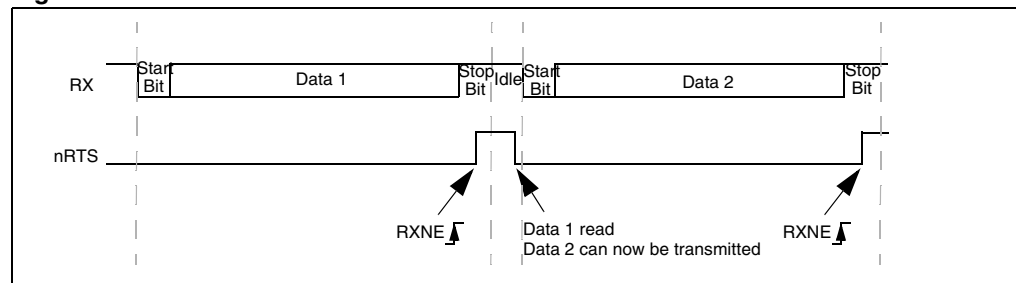 RX
Start
Bit
Data 1
Stop
Bit
Idle
Start
Bit
Data 2
Stop
Bit
nRTS
RXNE
Data 1 read
Data 2 can now be transmitted
RXNE